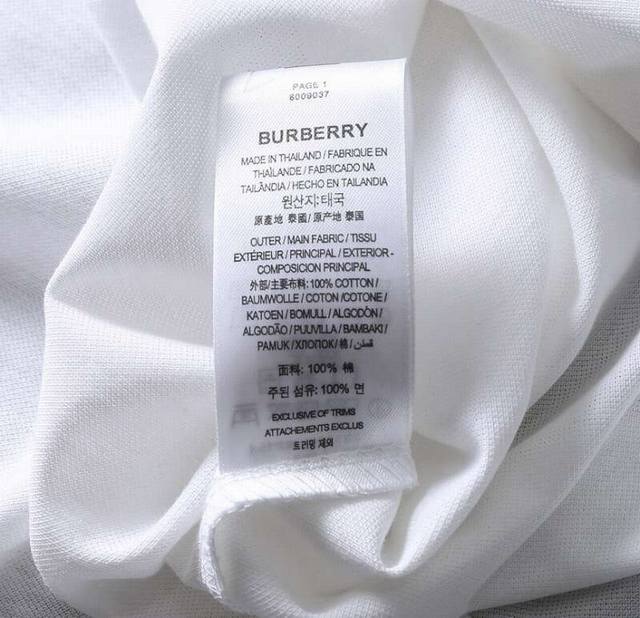 PAGE 1
6009037
BURBERRY
MADE IN THAILAND / FABRIQUE EN
THAÏLANDE / FABRICADO NA
TAILÂNDIA / HECHO EN TAILANDIA
원산지: 태국
原產地 泰國 / 原产地 泰国
OUTER / MAIN FABRIC / TISSU
EXTÉRIEUR / PRINCIPAL / EXTERIOR -
COMPOSICION PRINCIPAL
外部/主要布料: 100% COTTON /
BAUMWOLLE / COTON / COTONE /
KATOEN / BOMULL / ALGODÓN /
ALGODÃO / PUUVILLA / BAMBAKI /
PAMUK / ХЛОПОК / 棉 / قطن
面料: 100% 棉
주된 섬유: 100% 면
EXCLUSIVE OF TRIMS
ATTACHEMENTS EXCLUS
트리밍 제외